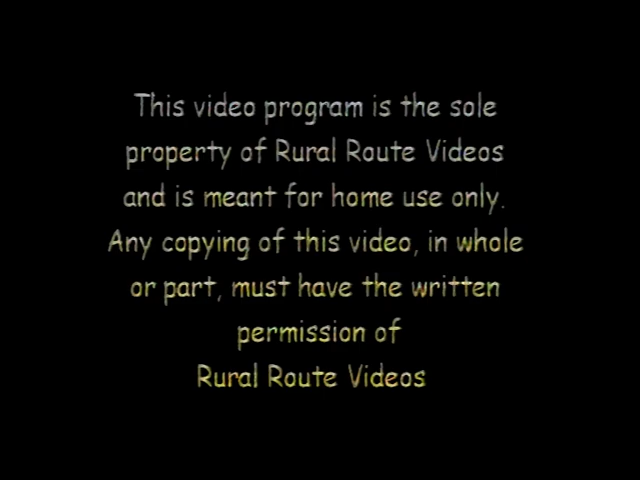 This video program is the sole
property of Rural Route Videos
and is meant for home use only.
Any copying of this video, in whole
or part, must have the written
permission of
Rural Route Videos